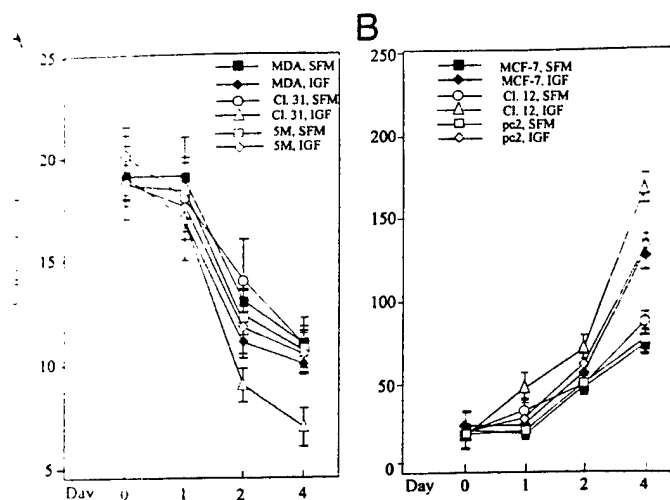 B
25
20
15
10
5
MDA, SFM
MDA, IGF
Cl. 31, SFM
Cl. 31, IGF
5M, SFM
5M, IGF
Day 0 1 2 4
250
200
150
100
50
0
MCF-7, SFM
MCF-7, IGF
Cl. 12, SFM
Cl. 12, IGF
pc2, SFM
pc2, IGF
Day 0 1 2 4